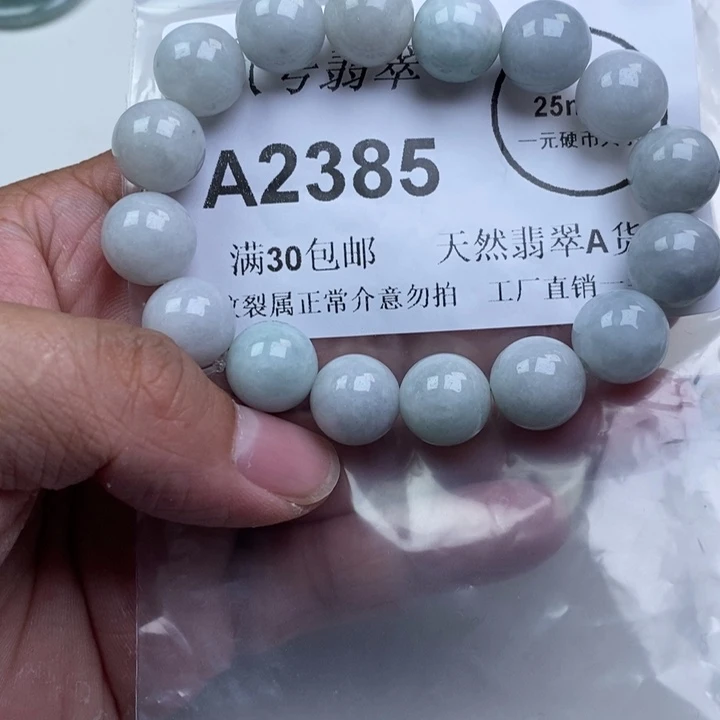 号翡翠
25m
一元硬币大小
A2385
满30包邮 天然翡翠A货
纹裂属正常介意勿拍 工厂直销一